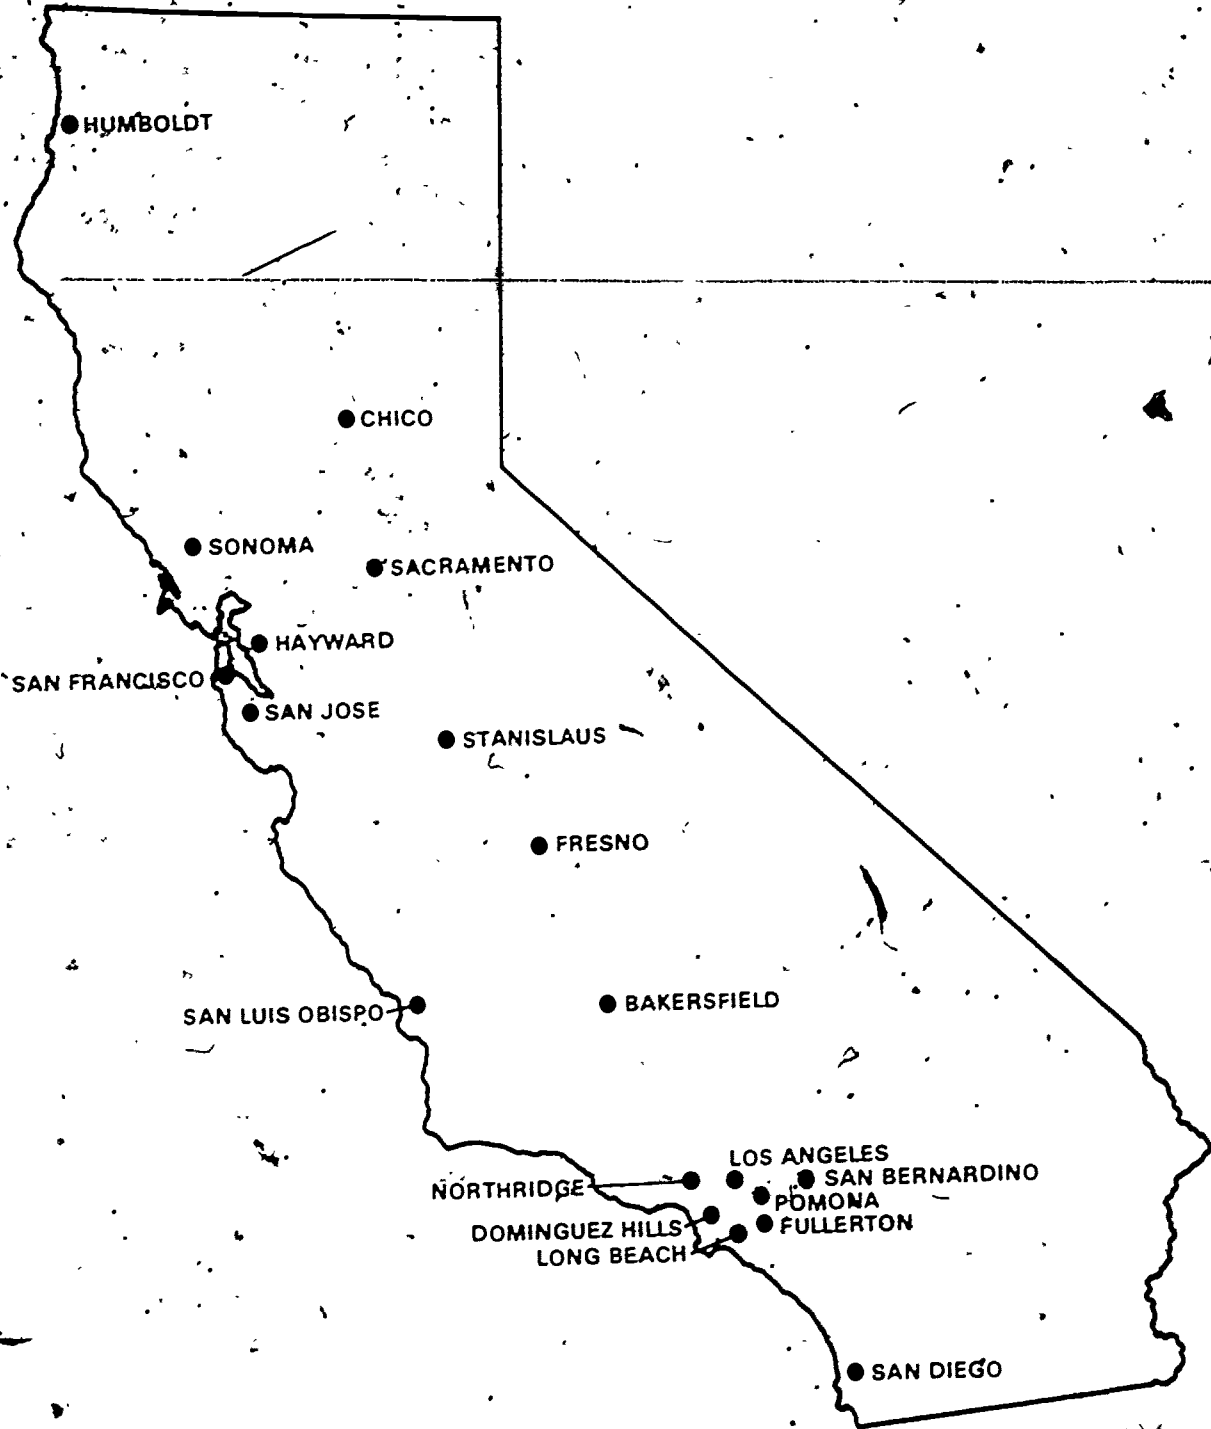 HUMBOLDT
CHICO
SONOMA
SACRAMENTO
HAYWARD
SAN FRANCISCO
SAN JOSE
STANISLAUS
FRESNO
SAN LUIS OBISPO
BAKERSFIELD
LOS ANGELES
NORTHRIDGE
SAN BERNARDINO
POMONA
DOMINGUEZ HILLS
FULLERTON
LONG BEACH
SAN DIEGO